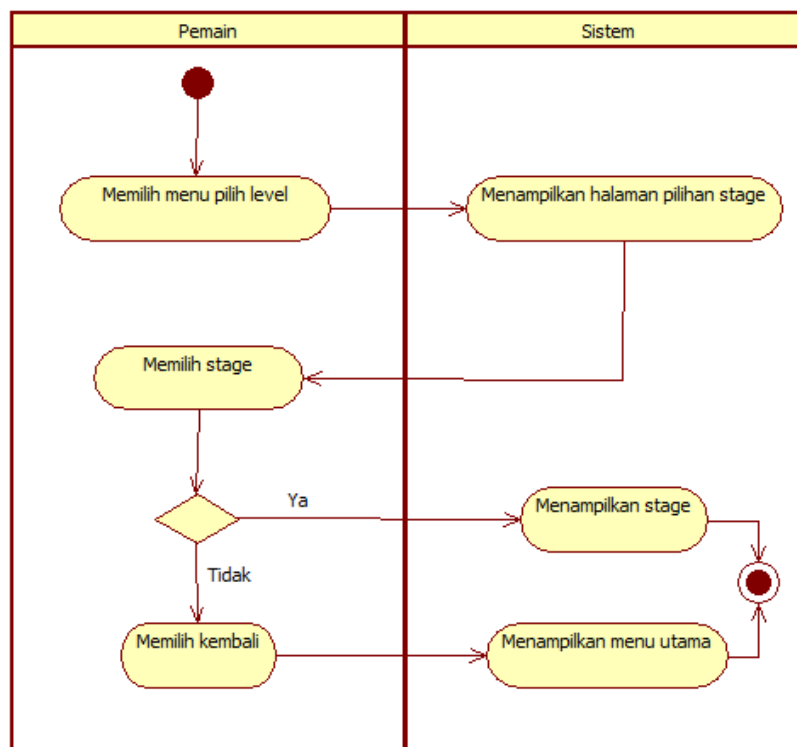 Pemain
Sistem
Memilih menu pilih level
Menampilkan halaman pilihan stage
Memilih stage
Ya
Menampilkan stage
Tidak
Memilih kembali
Menampilkan menu utama